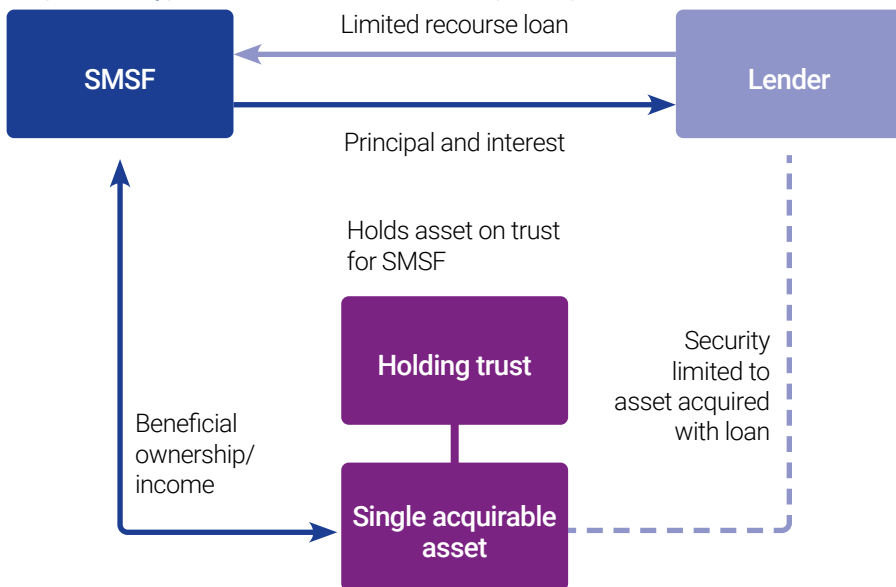 Limited recourse loan
SMSF
Lender
Principal and interest
Holds asset on trust
for SMSF
Holding trust
Security
limited to
asset acquired
with loan
Beneficial
ownership/
income
Single acquirable
asset